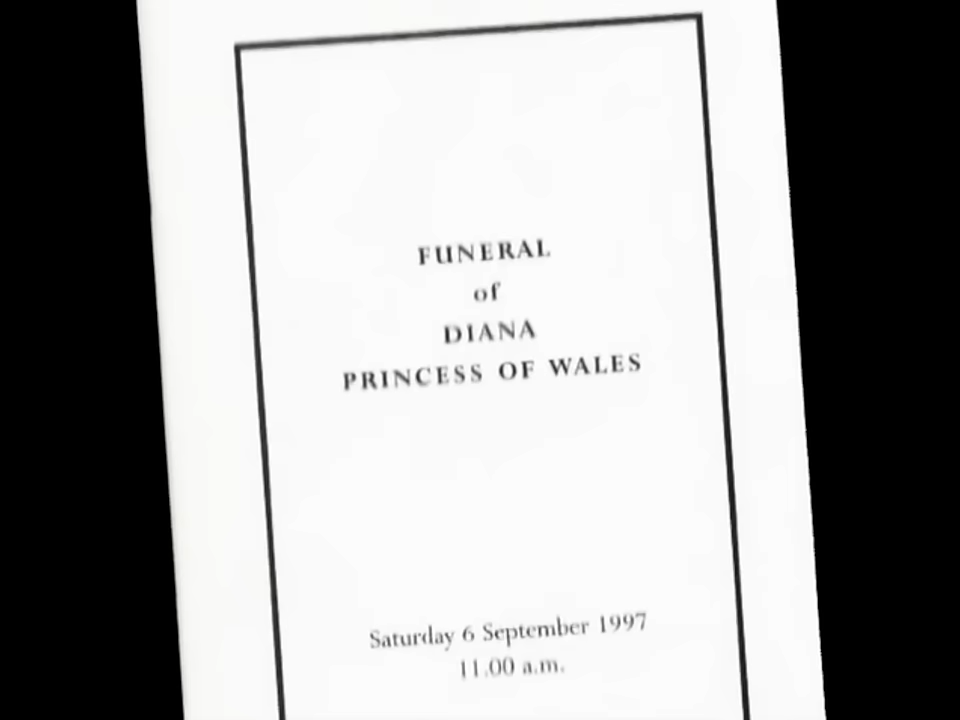 FUNERAL
of
DIANA
PRINCESS OF WALES
Saturday 6 September 1997
11.00 a.m.